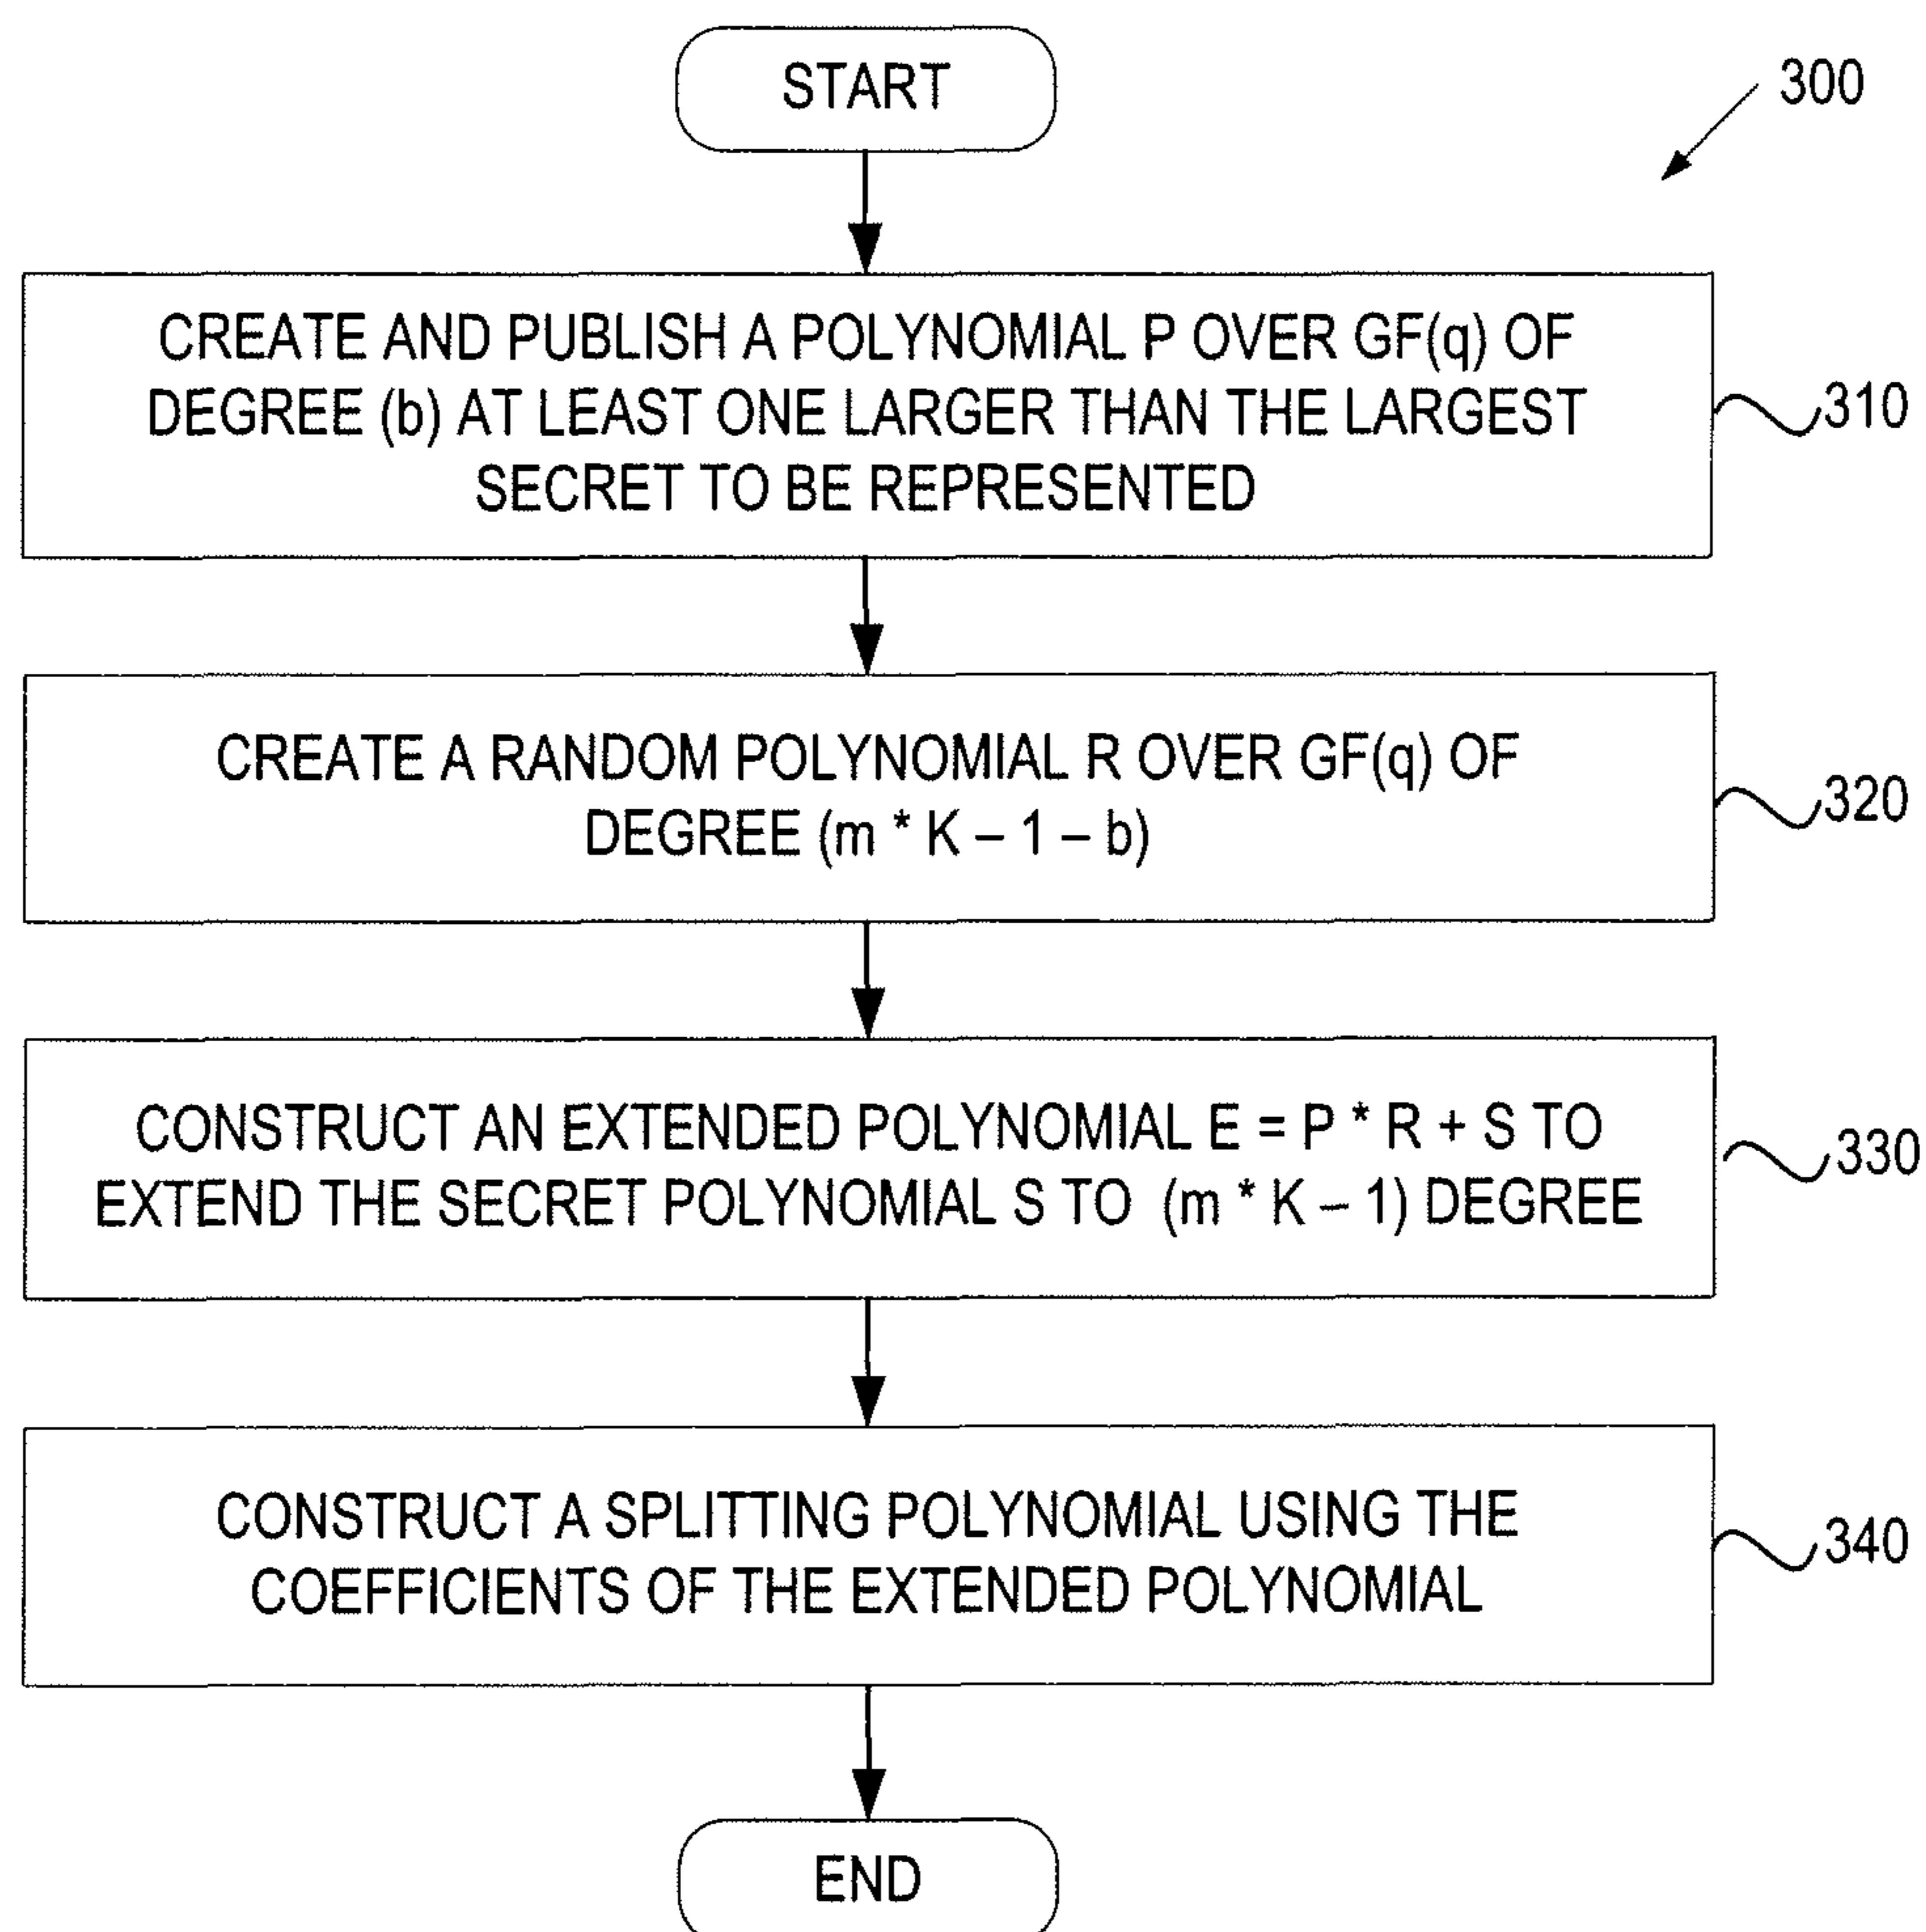 START
300
CREATE AND PUBLISH A POLYNOMIAL P OVER GF(q) OF
DEGREE (b) AT LEAST ONE LARGER THAN THE LARGEST
SECRET TO BE REPRESENTED
310
CREATE A RANDOM POLYNOMIAL R OVER GF(q) OF
DEGREE (m * K – 1 – b)
320
CONSTRUCT AN EXTENDED POLYNOMIAL E = P * R + S TO
EXTEND THE SECRET POLYNOMIAL S TO (m * K – 1) DEGREE
330
CONSTRUCT A SPLITTING POLYNOMIAL USING THE
COEFFICIENTS OF THE EXTENDED POLYNOMIAL
340
END